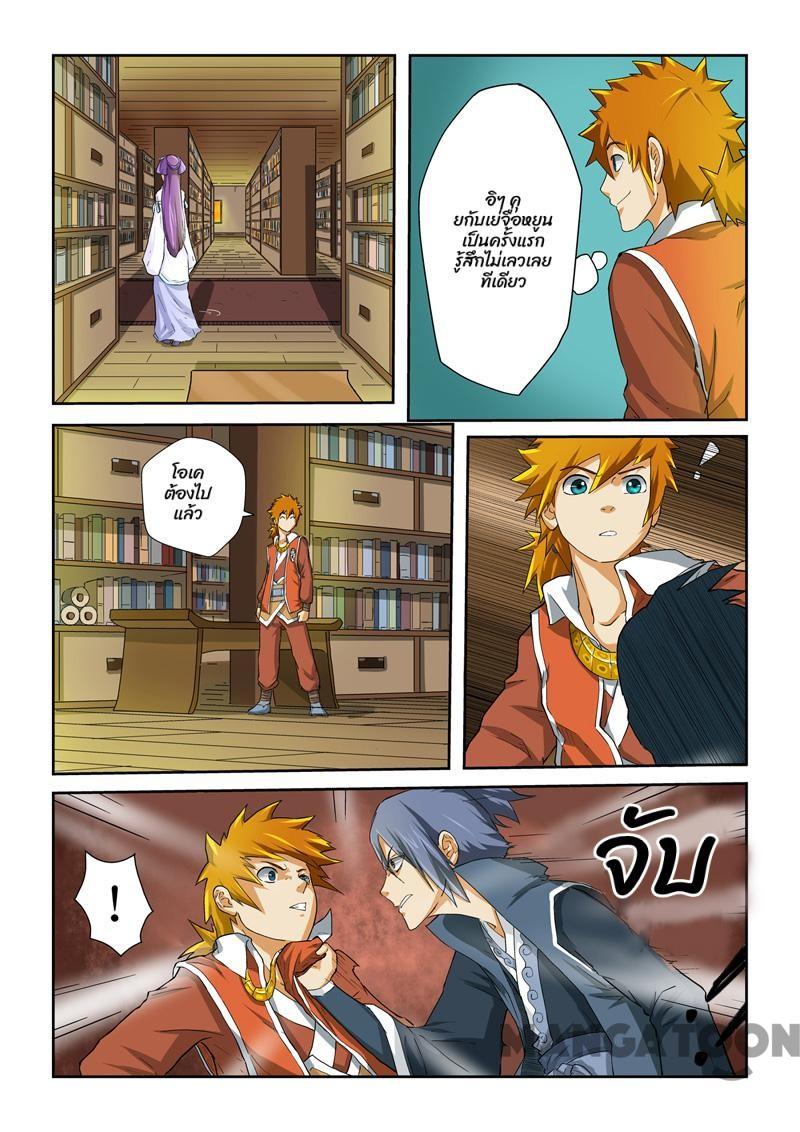 อิๆ คุ
ยกับเย่จื่อหยูน
เป็นครั้งแรก
รู้สึกไม่เลวเลย
ทีเดียว
โอเค
ต้องไป
แล้ว
!
!
จับ
MANGATOON